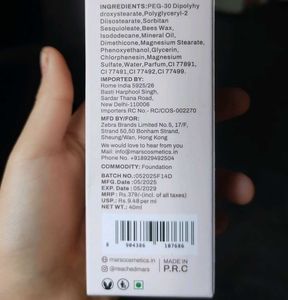 INGREDIENTS:PEG-30 Dipolyhy
droxystearate,Polyglyceryl-2
Diisostearate,Sorbitan
Sesquioleate,Bees Wax,
Isododecane,Mineral Oil,
Dimethicone,Magnesium Stearate,
Phenoxyethanol,Glycerin,
Chlorphenesin,Magnesium
Sulfate,Water,Parfum,CI 77891,
CI 77491,CI 77492,CI 77499.
IMPORTED BY:
Rome India 5925/26
Basti Harphool Singh,
Sardar Thana Road,
New Delhi-110006
Importers RC No.- RC/COS-002270
MFD BY/FOR:
Zebra Brands Limited No.5, 17/F,
Strand 50,50 Bonham Strand,
Sheung/Wan, Hong Kong
We would love to hear from you
Mail at: info@marscosmetics.in
Phone No. +918929492504
COMMODITY: Foundation
BATCH NO. :052025F14D
MFG. Date : 05/2025
EXP. Date : 05/2029
MRP. : Rs.379/-(incl. of all taxes)
USP.: Rs 9.48 per ml
NET WT. : 40ml
8 904386 187686
marscosmetics.in
@reachedmars
MADE IN
P.R.C